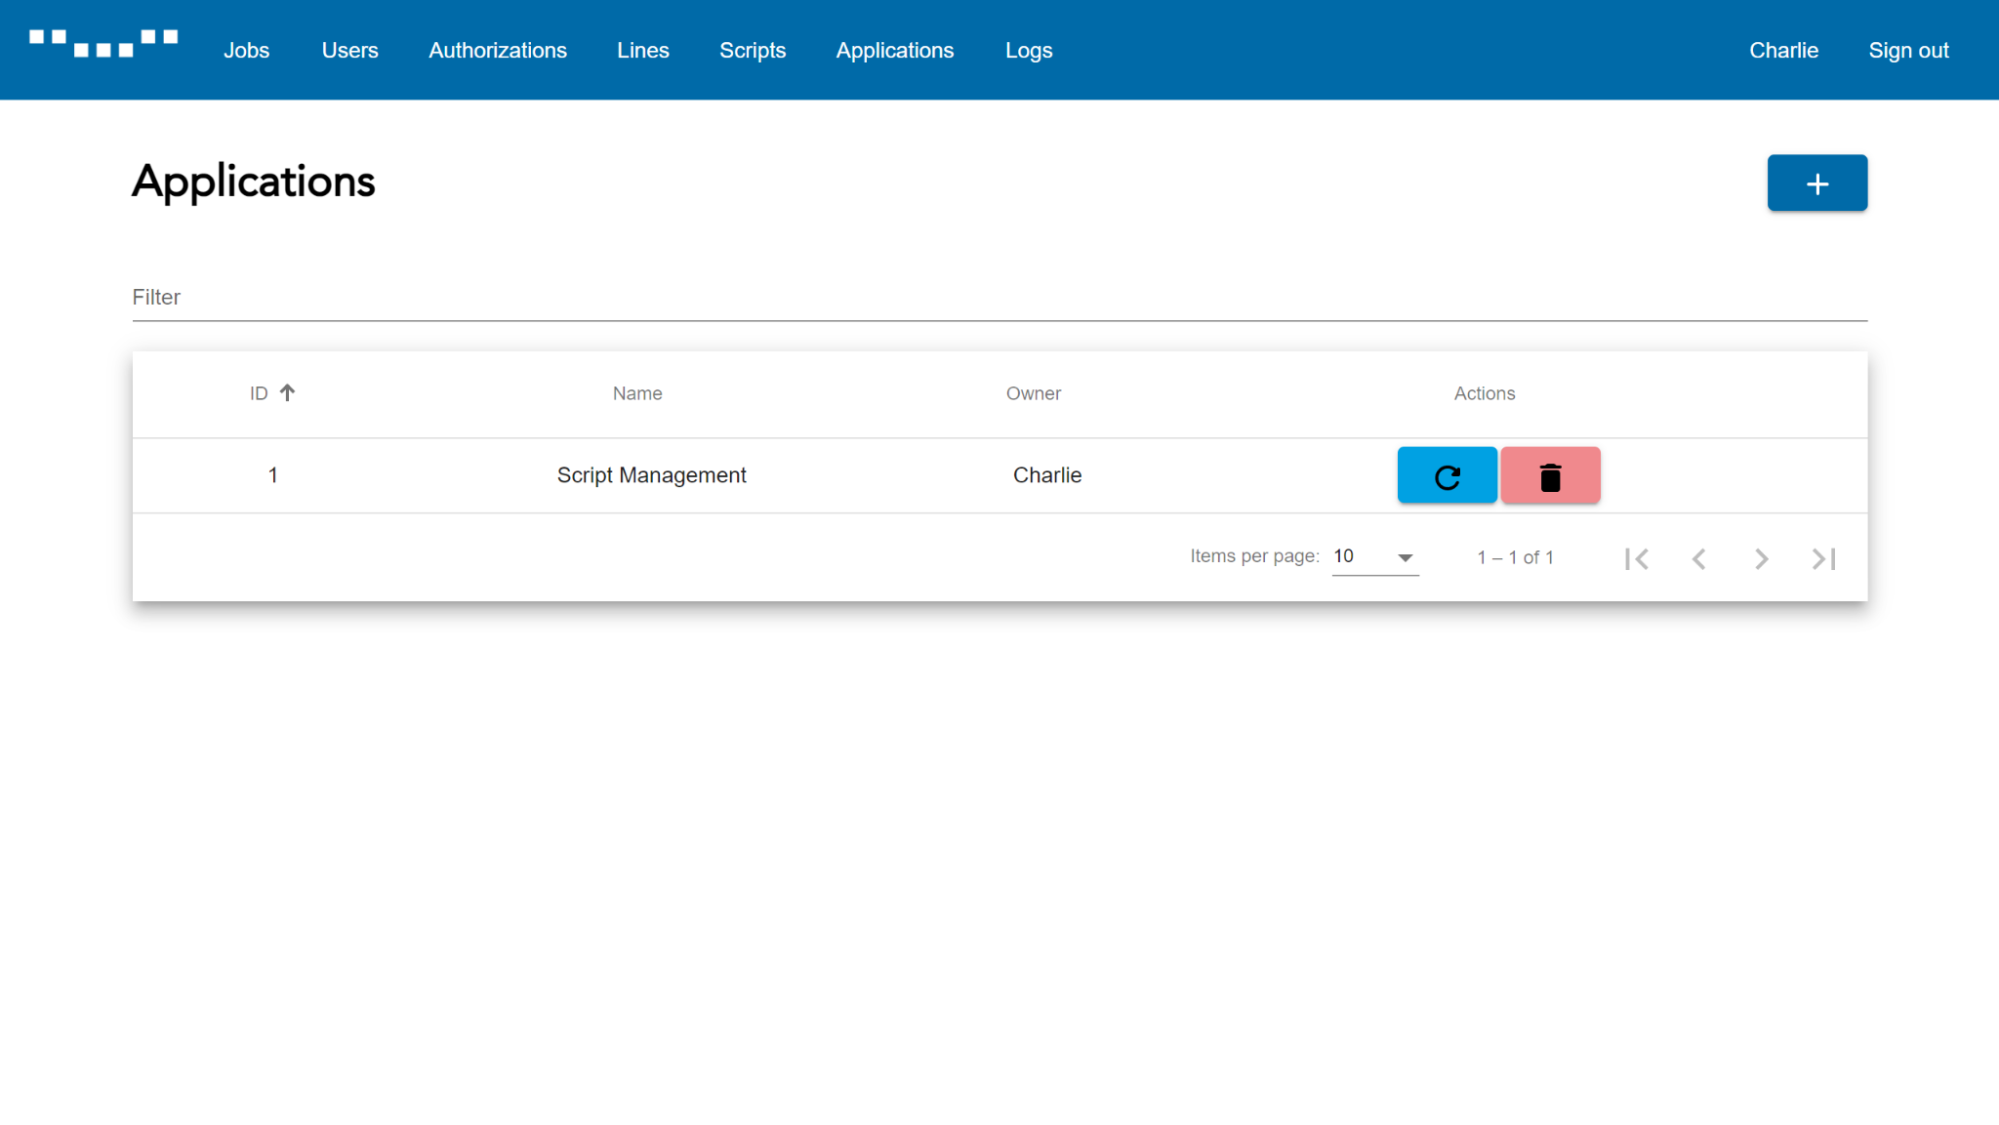 Jobs Users Authorizations Lines Scripts Applications Logs Charlie Sign out
Applications
Filter
ID Name Owner Actions
1 Script Management Charlie
Items per page: 10 1 – 1 of 1